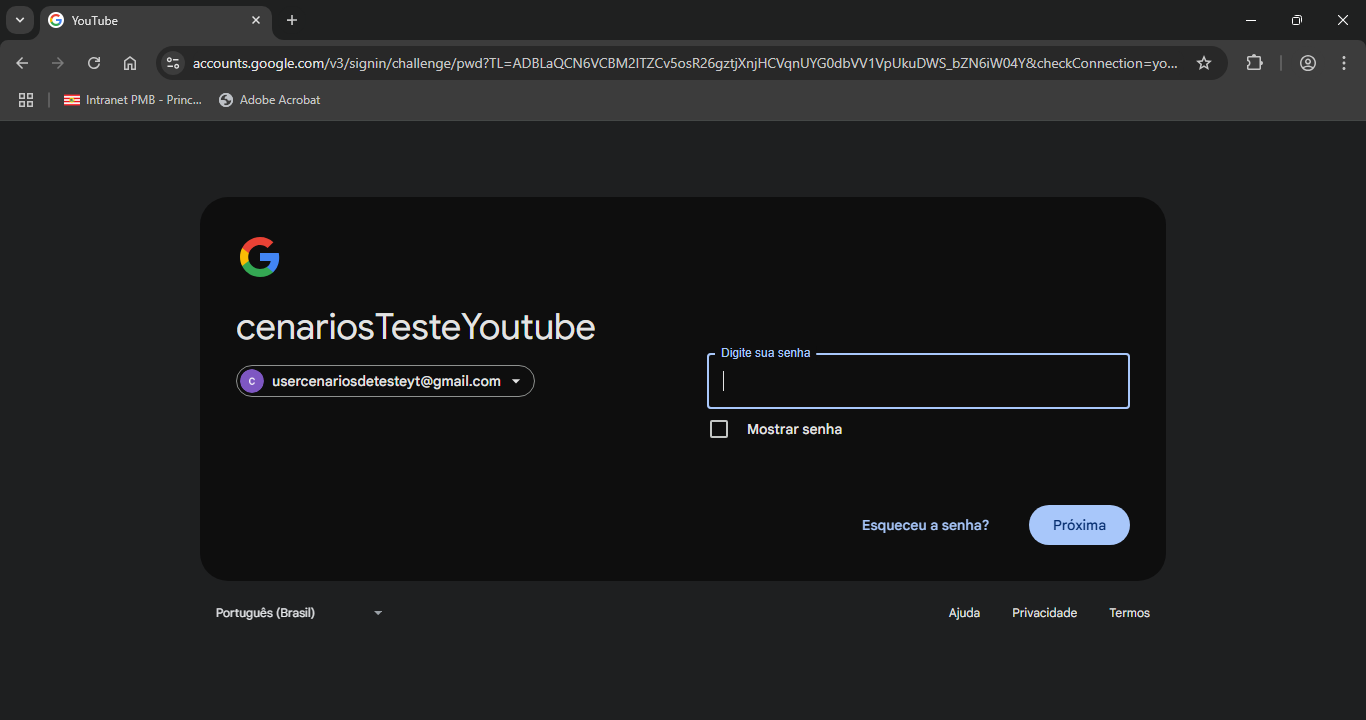 YouTube
accounts.google.com/v3/signin/challenge/pwd?TL=ADBLaQCN6VCBM2ITZCv5osR26gztjXnjHCVqnUYG0dbVV1VpUkuDWS_bZN6iW04Y&checkConnection=yo...
Intranet PMB - Princ...
Adobe Acrobat
cenariosTesteYoutube
c usercenariosdetesteyt@gmail.com
Digite sua senha
Mostrar senha
Esqueceu a senha?
Próxima
Português (Brasil)
Ajuda
Privacidade
Termos